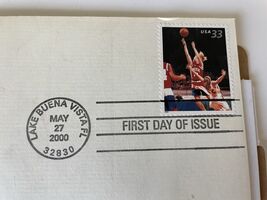 USA 33
LAKE BUENA VISTA FL
MAY
27
2000
32830
FIRST DAY OF ISSUE